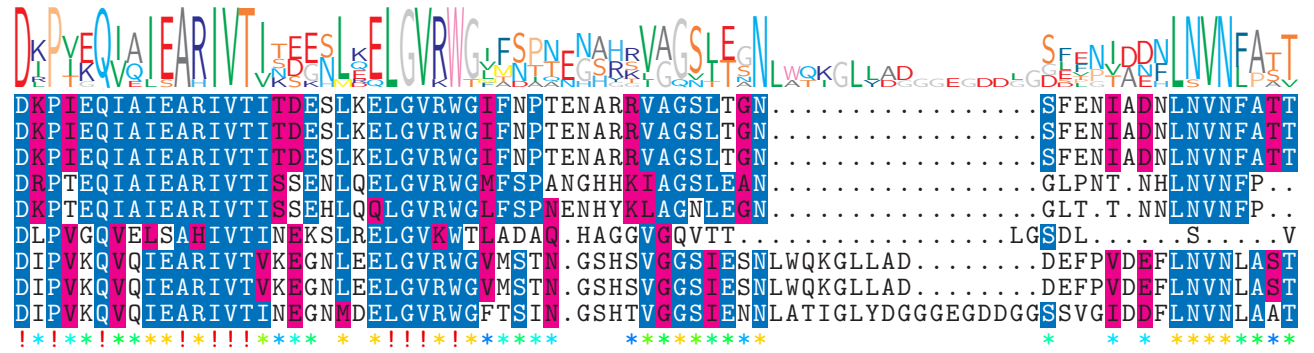 DKPIEQIAIEARIVTITDESLKELGVRWGIFNPTENARRVAGSLTGN.................SFENIADNLNVNFATT
DKPIEQIAIEARIVTITDESLKELGVRWGIFNPTENARRVAGSLTGN.................SFENIADNLNVNFATT
DKPIEQIAIEARIVTITDESLKELGVRWGIFNPTENARRVAGSLTGN.................SFENIADNLNVNFATT
DRPTEQIAIEARIVTISSENLQELGVRWGMFSPANGHHKIAGSLEAN.................GLPNT.NHLNVNFP..
DKPTEQIAIEARIVTISSEHLQQLGVRWGLFSPNENHYKLAGNLEGN.................GLT.T.NNLNVNFP..
DLPVGQVELSAHIVTINEKSLRELGVKWTLADAQ.HAGGVGQVTT.................LGSDL......S.....V
DIPVKQVQIEARIVTVKEGNLEELGVRWGVMSTN.GSHSVGGSIESNLWQKGLLAD........DEFPVDEFLNVNLAST
DIPVKQVQIEARIVTVKEGNLEELGVRWGVMSTN.GSHSVGGSIESNLWQKGLLAD........DEFPVDEFLNVNLAST
DIPVKQVQIEARIVTINEGNMDELGVRWGFTSIN.GSHTVGGSIENNLATIGLYDGGGEGDDGGSSVGIDDFLNVNLAAT